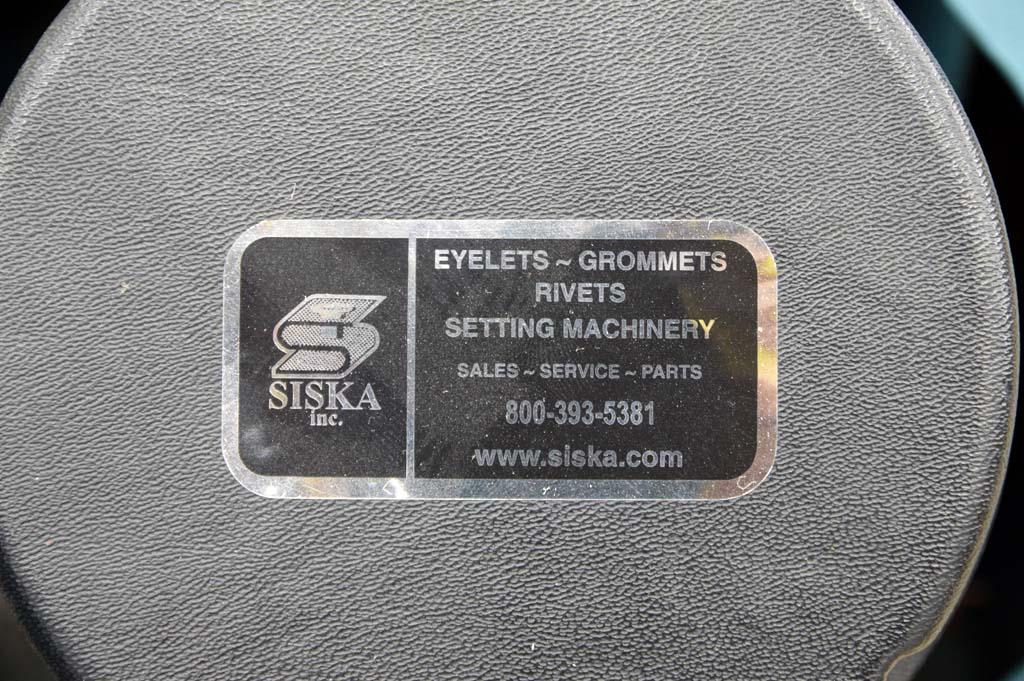 SISKA
inc.
EYELETS ~ GROMMETS
RIVETS
SETTING MACHINERY
SALES ~ SERVICE ~ PARTS
800-393-5381
www.siska.com